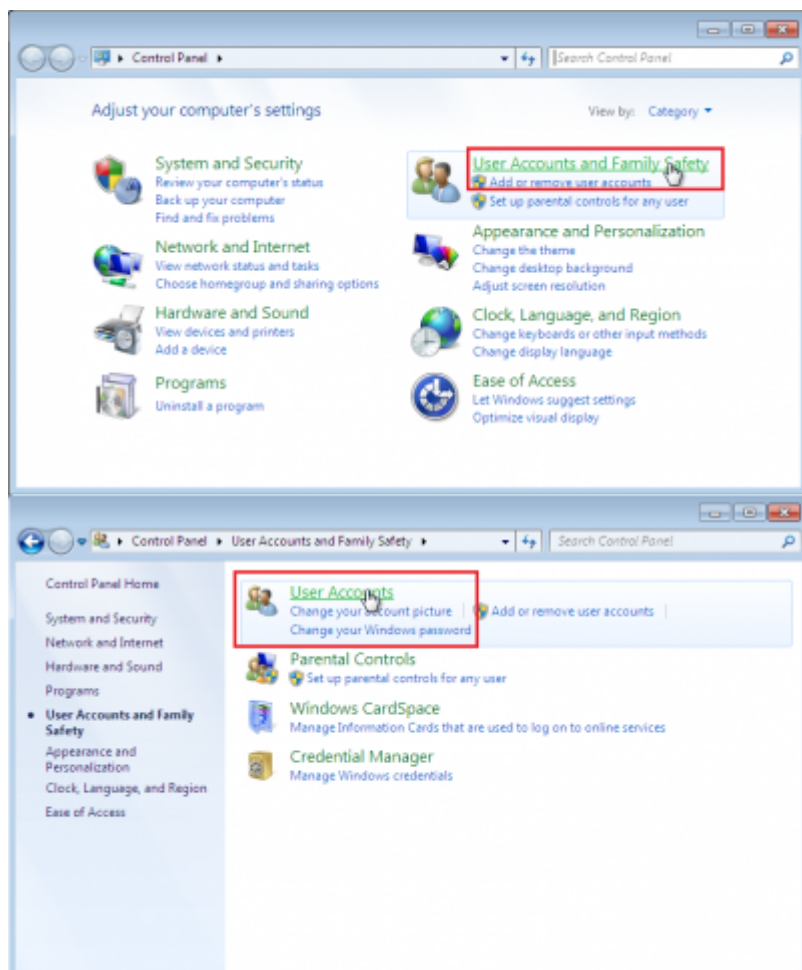 Control Panel
Search Control Panel
Adjust your computer's settings
View by: Category
System and Security
Review your computer's status
Back up your computer
Find and fix problems
User Accounts and Family Safety
Add or remove user accounts
Set up parental controls for any user
Network and Internet
View network status and tasks
Choose homegroup and sharing options
Appearance and Personalization
Change the theme
Change desktop background
Adjust screen resolution
Hardware and Sound
View devices and printers
Add a device
Clock, Language, and Region
Change keyboards or other input methods
Change display language
Programs
Uninstall a program
Ease of Access
Let Windows suggest settings
Optimize visual display
Control Panel User Accounts and Family Safety
Search Control Panel
Control Panel Home
System and Security
Network and Internet
Hardware and Sound
Programs
User Accounts and Family
Safety
Appearance and
Personalization
Clock, Language, and Region
Ease of Access
User Accounts
Change your account picture Add or remove user accounts
Change your Windows password
Parental Controls
Set up parental controls for any user
Windows CardSpace
Manage Information Cards that are used to log on to online services
Credential Manager
Manage Windows credentials